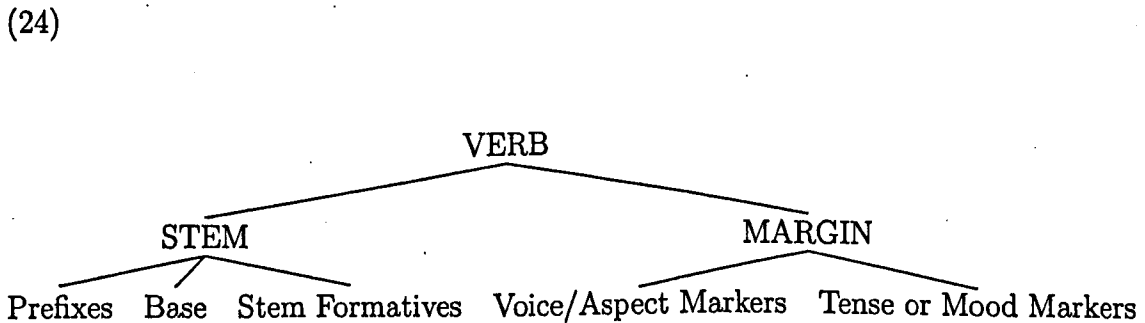 (24)
VERB
STEM MARGIN
Prefixes Base Stem Formatives Voice/Aspect Markers Tense or Mood Markers